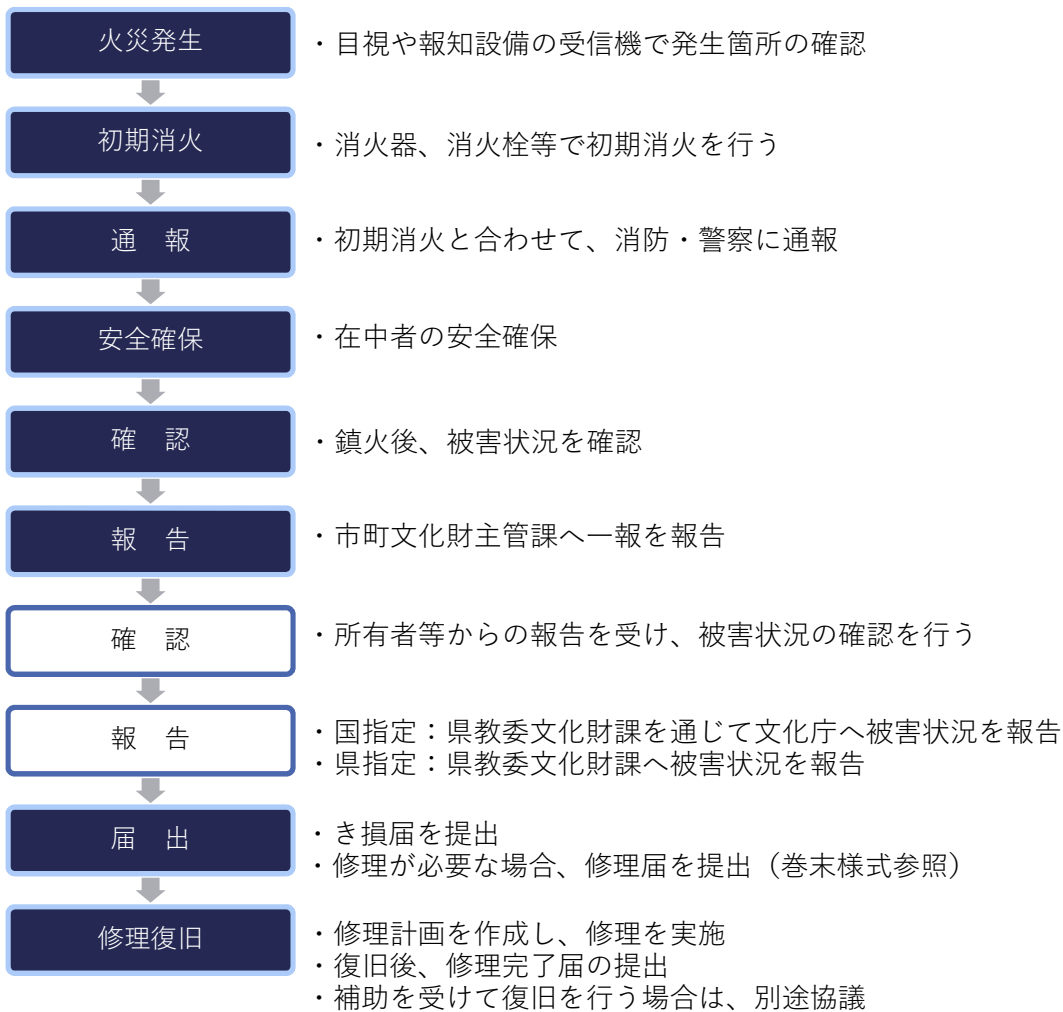 火災発生
・目視や報知設備の受信機で発生箇所の確認
初期消火
・消火器、消火栓等で初期消火を行う
通　報
・初期消火と合わせて、消防・警察に通報
安全確保
・在中者の安全確保
確　認
・鎮火後、被害状況を確認
報　告
・市町文化財主管課へ一報を報告
確　認
・所有者等からの報告を受け、被害状況の確認を行う
報　告
・国指定：県教委文化財課を通じて文化庁へ被害状況を報告
・県指定：県教委文化財課へ被害状況を報告
届　出
・き損届を提出
・修理が必要な場合、修理届を提出（巻末様式参照）
修理復旧
・修理計画を作成し、修理を実施
・復旧後、修理完了届の提出
・補助を受けて復旧を行う場合は、別途協議